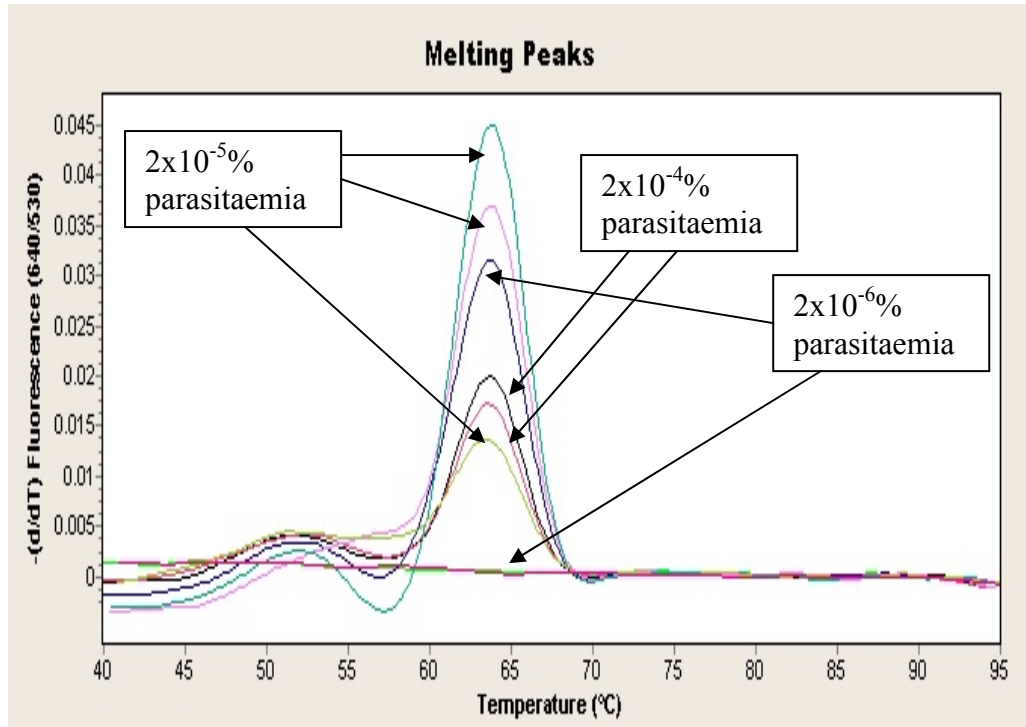 Melting Peaks
-(d/dT) Fluorescence (640/530)
0.045
0.04
0.035
0.03
0.025
0.02
0.015
0.01
0.005
0
2x10⁻⁵%
parasitaemia
2x10⁻⁴%
parasitaemia
2x10⁻⁶%
parasitaemia
40 45 50 55 60 65 70 75 80 85 90 95
Temperature (ºC)